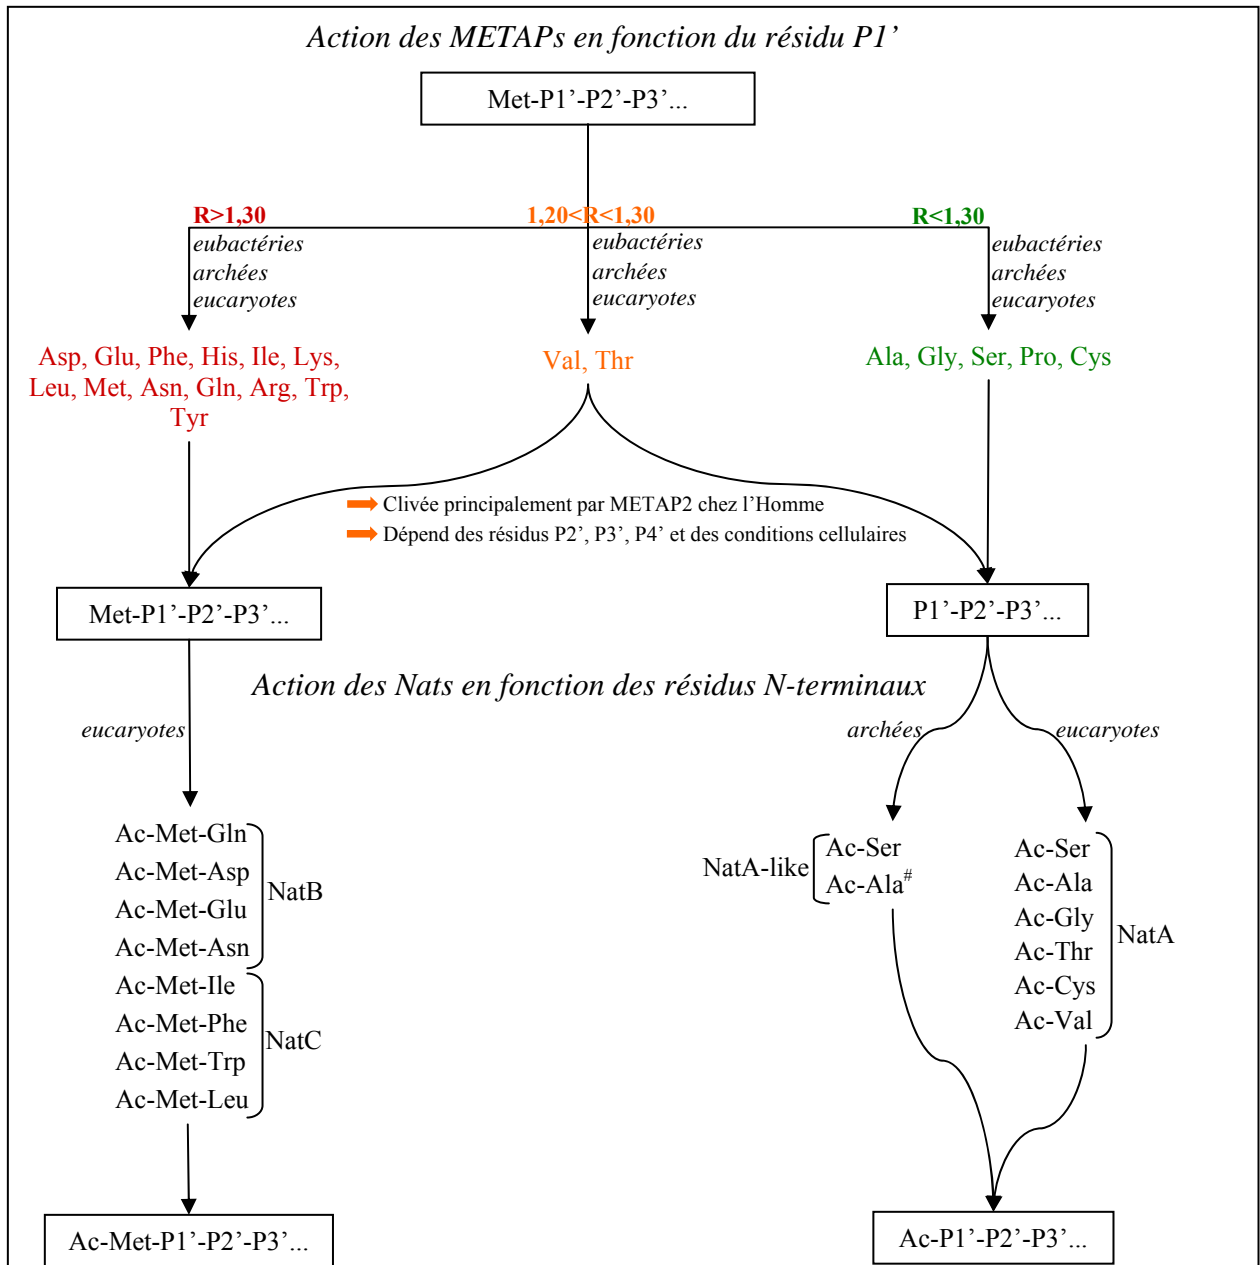 Action des METAPs en fonction du résidu P1’
Met-P1’-P2’-P3’...
R>1,30
1,20<R<1,30
R<1,30
eubactéries
archées
eucaryotes
eubactéries
archées
eucaryotes
eubactéries
archées
eucaryotes
Asp, Glu, Phe, His, Ile, Lys,
Leu, Met, Asn, Gln, Arg, Trp,
Tyr
Val, Thr
Ala, Gly, Ser, Pro, Cys
Clivée principalement par METAP2 chez l’Homme
Dépend des résidus P2’, P3’, P4’ et des conditions cellulaires
Met-P1’-P2’-P3’...
P1’-P2’-P3’...
Action des Nats en fonction des résidus N-terminaux
eucaryotes
archées
eucaryotes
Ac-Met-Gln
Ac-Met-Asp
Ac-Met-Glu
Ac-Met-Asn
NatB
Ac-Met-Ile
Ac-Met-Phe
Ac-Met-Trp
Ac-Met-Leu
NatC
NatA-like
Ac-Ser
Ac-Ala#
Ac-Ser
Ac-Ala
Ac-Gly
Ac-Thr
Ac-Cys
Ac-Val
NatA
Ac-Met-P1’-P2’-P3’...
Ac-P1’-P2’-P3’...